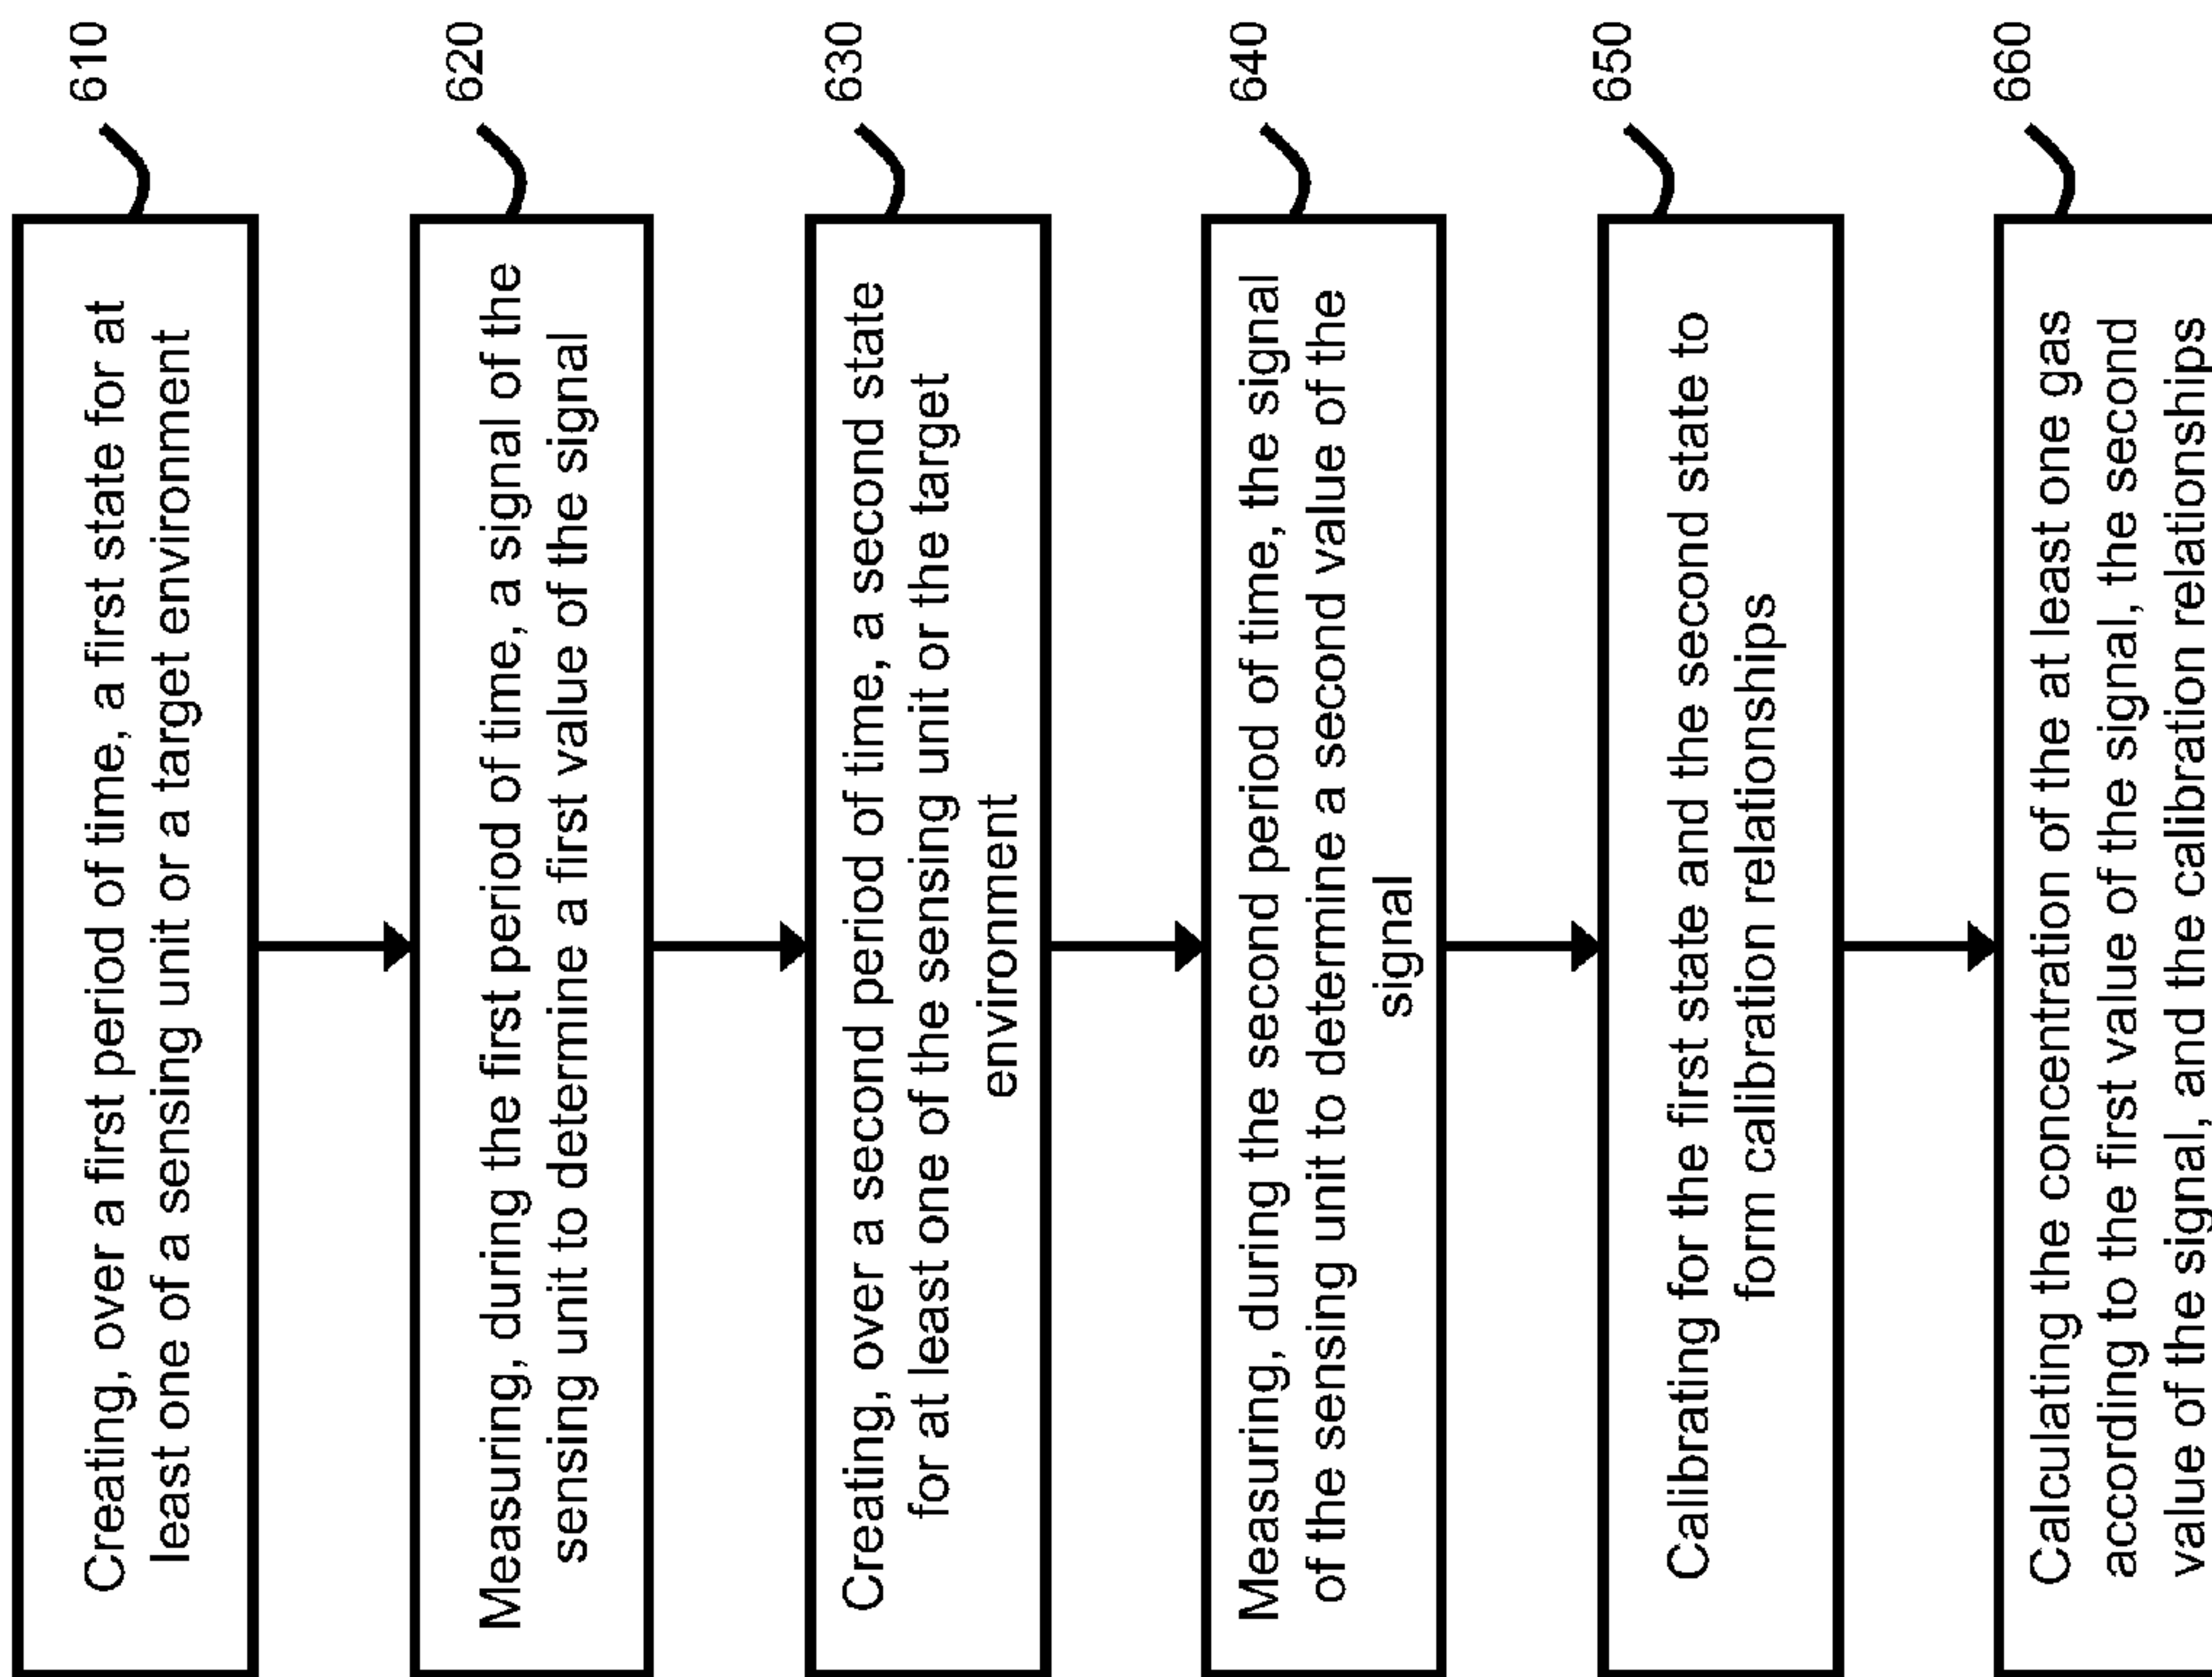 610
Creating, over a first period of time, a first state for at
least one of a sensing unit or a target environment
620
Measuring, during the first period of time, a signal of the
sensing unit to determine a first value of the signal
630
Creating, over a second period of time, a second state
for at least one of the sensing unit or the target
environment
640
Measuring, during the second period of time, the signal
of the sensing unit to determine a second value of the
signal
650
Calibrating for the first state and the second state to
form calibration relationships
660
Calculating the concentration of the at least one gas
according to the first value of the signal, the second
value of the signal, and the calibration relationships